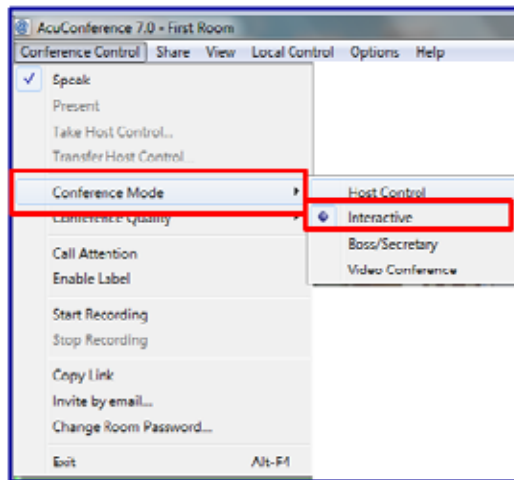 AcuConference 7.0 - First Room
Conference Control Share View Local Control Options Help
Speak
Present
Take Host Control...
Transfer Host Control...
Conference Mode
Conference Quality
Call Attention
Enable Label
Start Recording
Stop Recording
Copy Link
Invite by email...
Change Room Password...
Exit Alt-F4
Host Control
Interactive
Boss/Secretary
Video Conference